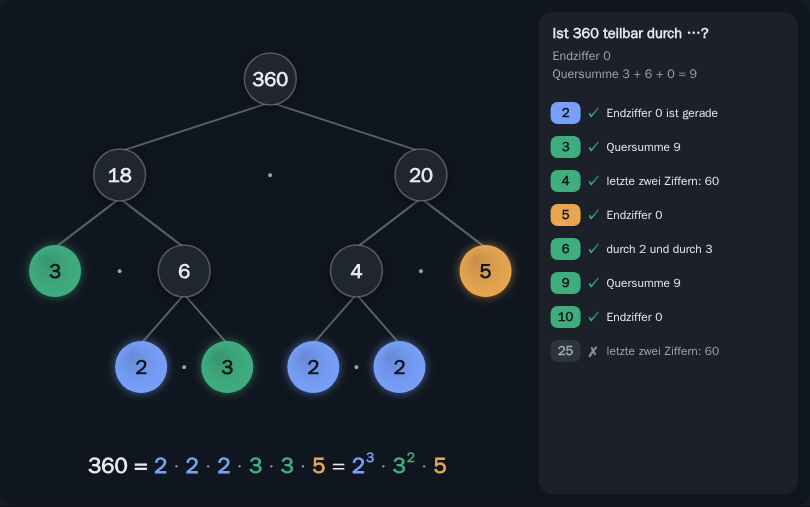 360
18 · 20
3 · 6 4 · 5
2 · 3 2 · 2
360 = 2 · 2 · 2 · 3 · 3 · 5 = 2³ · 3² · 5
Ist 360 teilbar durch ⋯?
Endziffer 0
Quersumme 3 + 6 + 0 = 9
2 ✓ Endziffer 0 ist gerade
3 ✓ Quersumme 9
4 ✓ letzte zwei Ziffern: 60
5 ✓ Endziffer 0
6 ✓ durch 2 und durch 3
9 ✓ Quersumme 9
10 ✓ Endziffer 0
25 ✗ letzte zwei Ziffern: 60